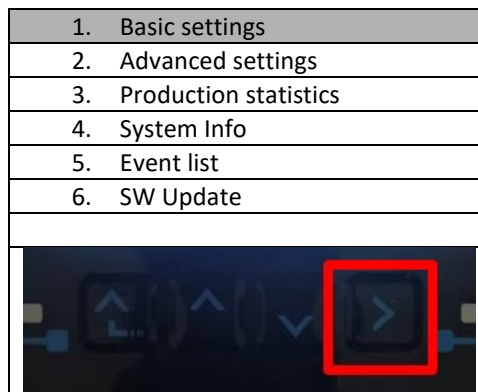 1. Basic settings
2. Advanced settings
3. Production statistics
4. System Info
5. Event list
6. SW Update